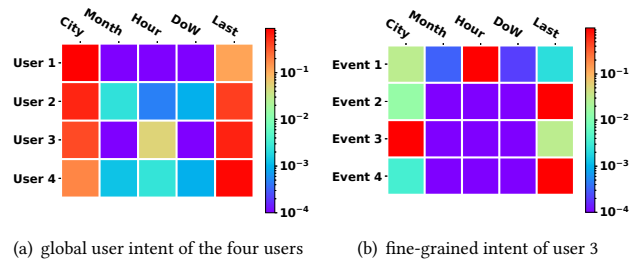 City Month Hour DoW Last
User 1
User 2
User 3
User 4
10⁻¹
10⁻²
10⁻³
10⁻⁴
(a) global user intent of the four users
City Month Hour DoW Last
Event 1
Event 2
Event 3
Event 4
10⁻¹
10⁻²
10⁻³
10⁻⁴
(b) fine-grained intent of user 3